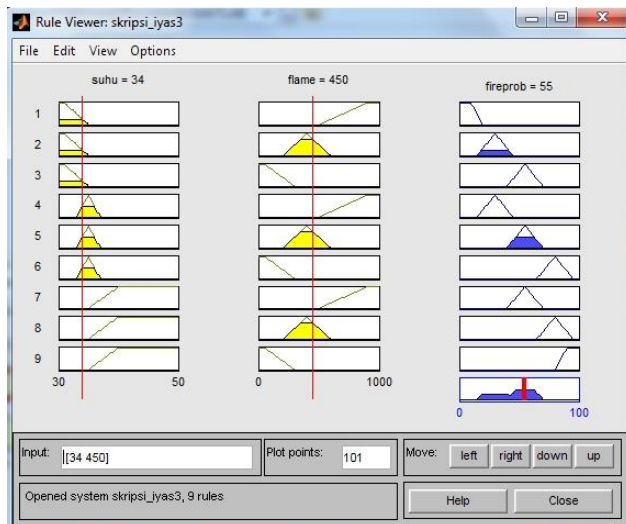 Rule Viewer: skripsi_iyas3
File Edit View Options
suhu = 34 flame = 450 fireprob = 55
1
2
3
4
5
6
7
8
9
30 50 0 1000
0 100
Input: [34 450] Plot points: 101 Move: left right down up
Opened system skripsi_iyas3, 9 rules Help Close